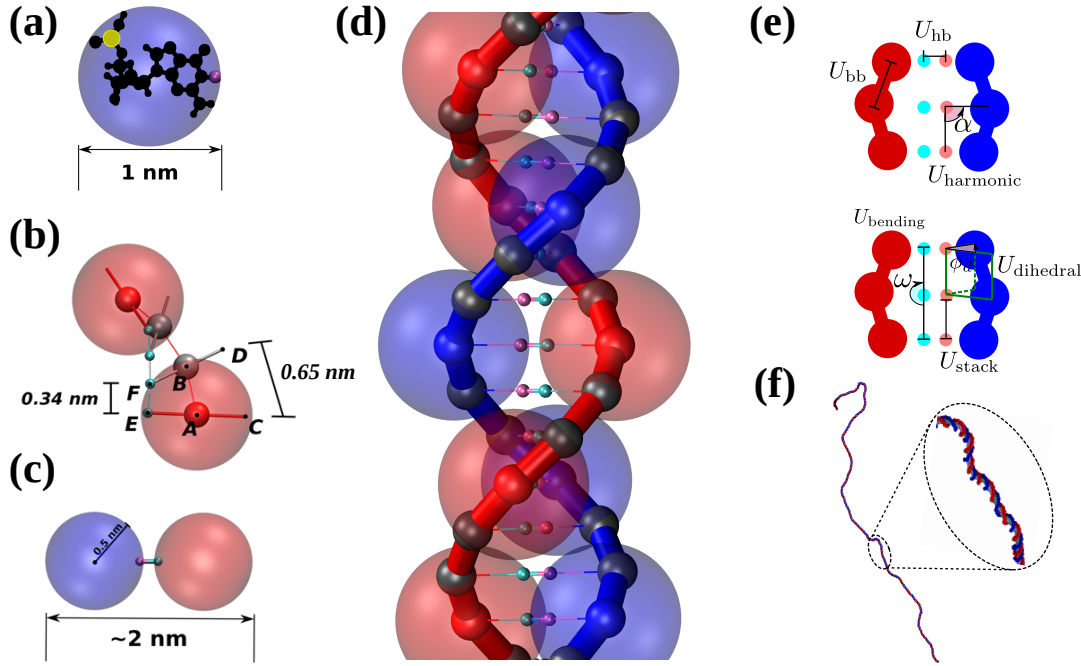 (a)
1 nm
(b)
D
B
0.65 nm
F
0.34 nm
E
A
C
(c)
0.5 nm
~2 nm
(d)
(e)
U_hb
U_bb
α
U_harmonic
U_bending
ϕ_d
U_dihedral
ω
U_stack
(f)